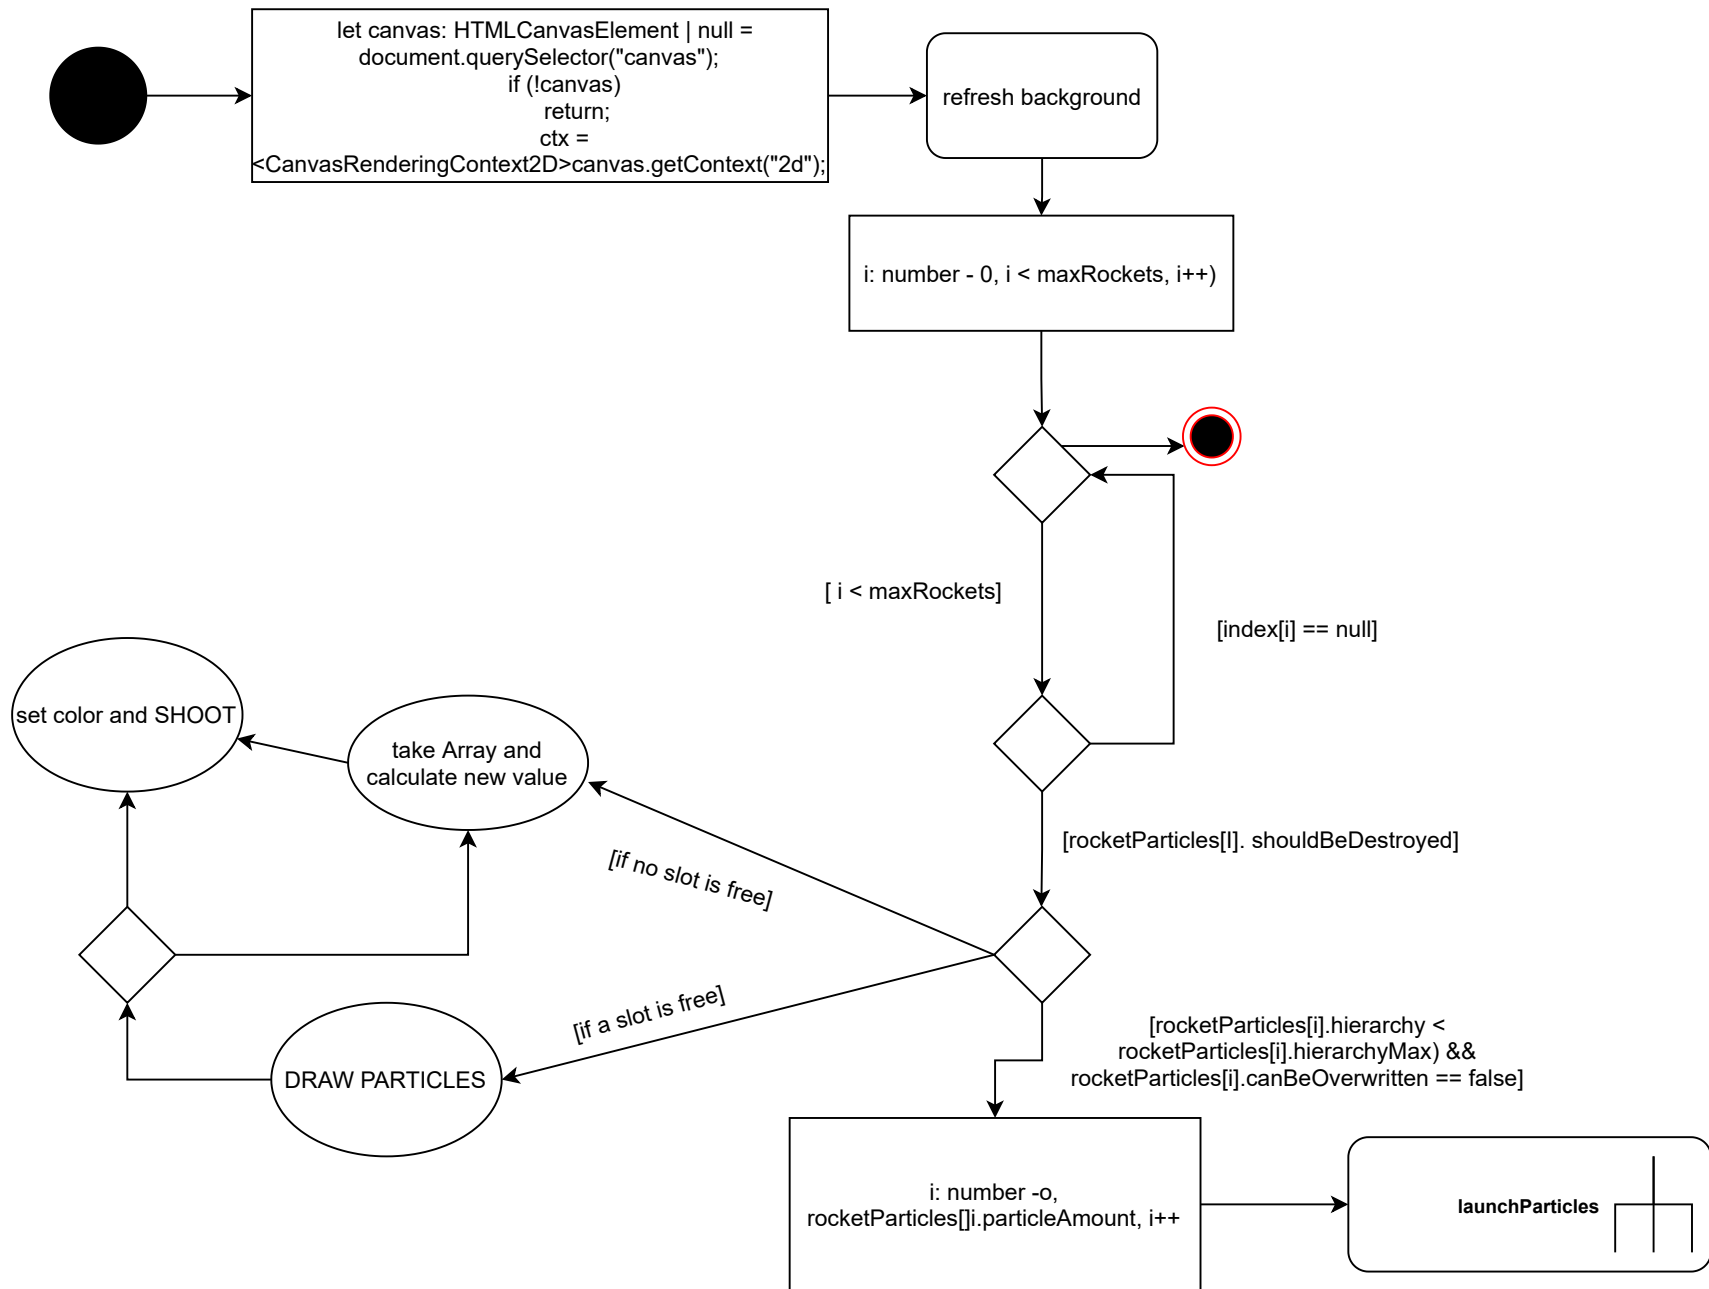 let canvas: HTMLCanvasElement | null =
document.querySelector("canvas");
if (!canvas)
return;
ctx =
<CanvasRenderingContext2D>canvas.getContext("2d");
refresh background
i: number - 0, i < maxRockets, i++)
[ i < maxRockets]
[index[i] == null]
set color and SHOOT
take Array and
calculate new value
[rocketParticles[I]. shouldBeDestroyed]
[if no slot is free]
[if a slot is free]
[rocketParticles[i].hierarchy <
rocketParticles[i].hierarchyMax) &&
rocketParticles[i].canBeOverwritten == false]
DRAW PARTICLES
i: number -o,
rocketParticles[]i.particleAmount, i++
launchParticles